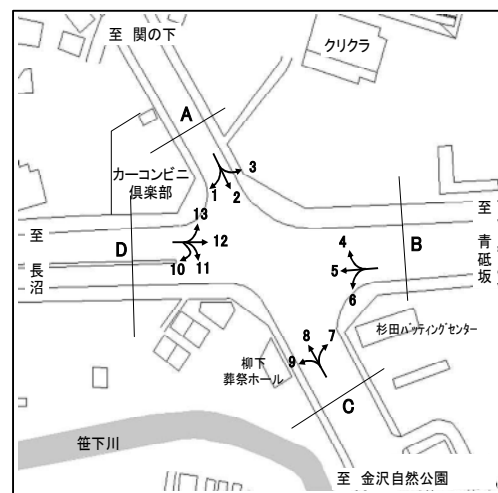 至 関の下
クリクラ
A
3
1
2
カーコンビニ
倶楽部
13
至
長
沼
D
12
10
11
4
5
6
B
至
青
砥
坂
杉田バッティングセンター
8
7
9
柳下
葬祭ホール
C
笹下川
至 金沢自然公園